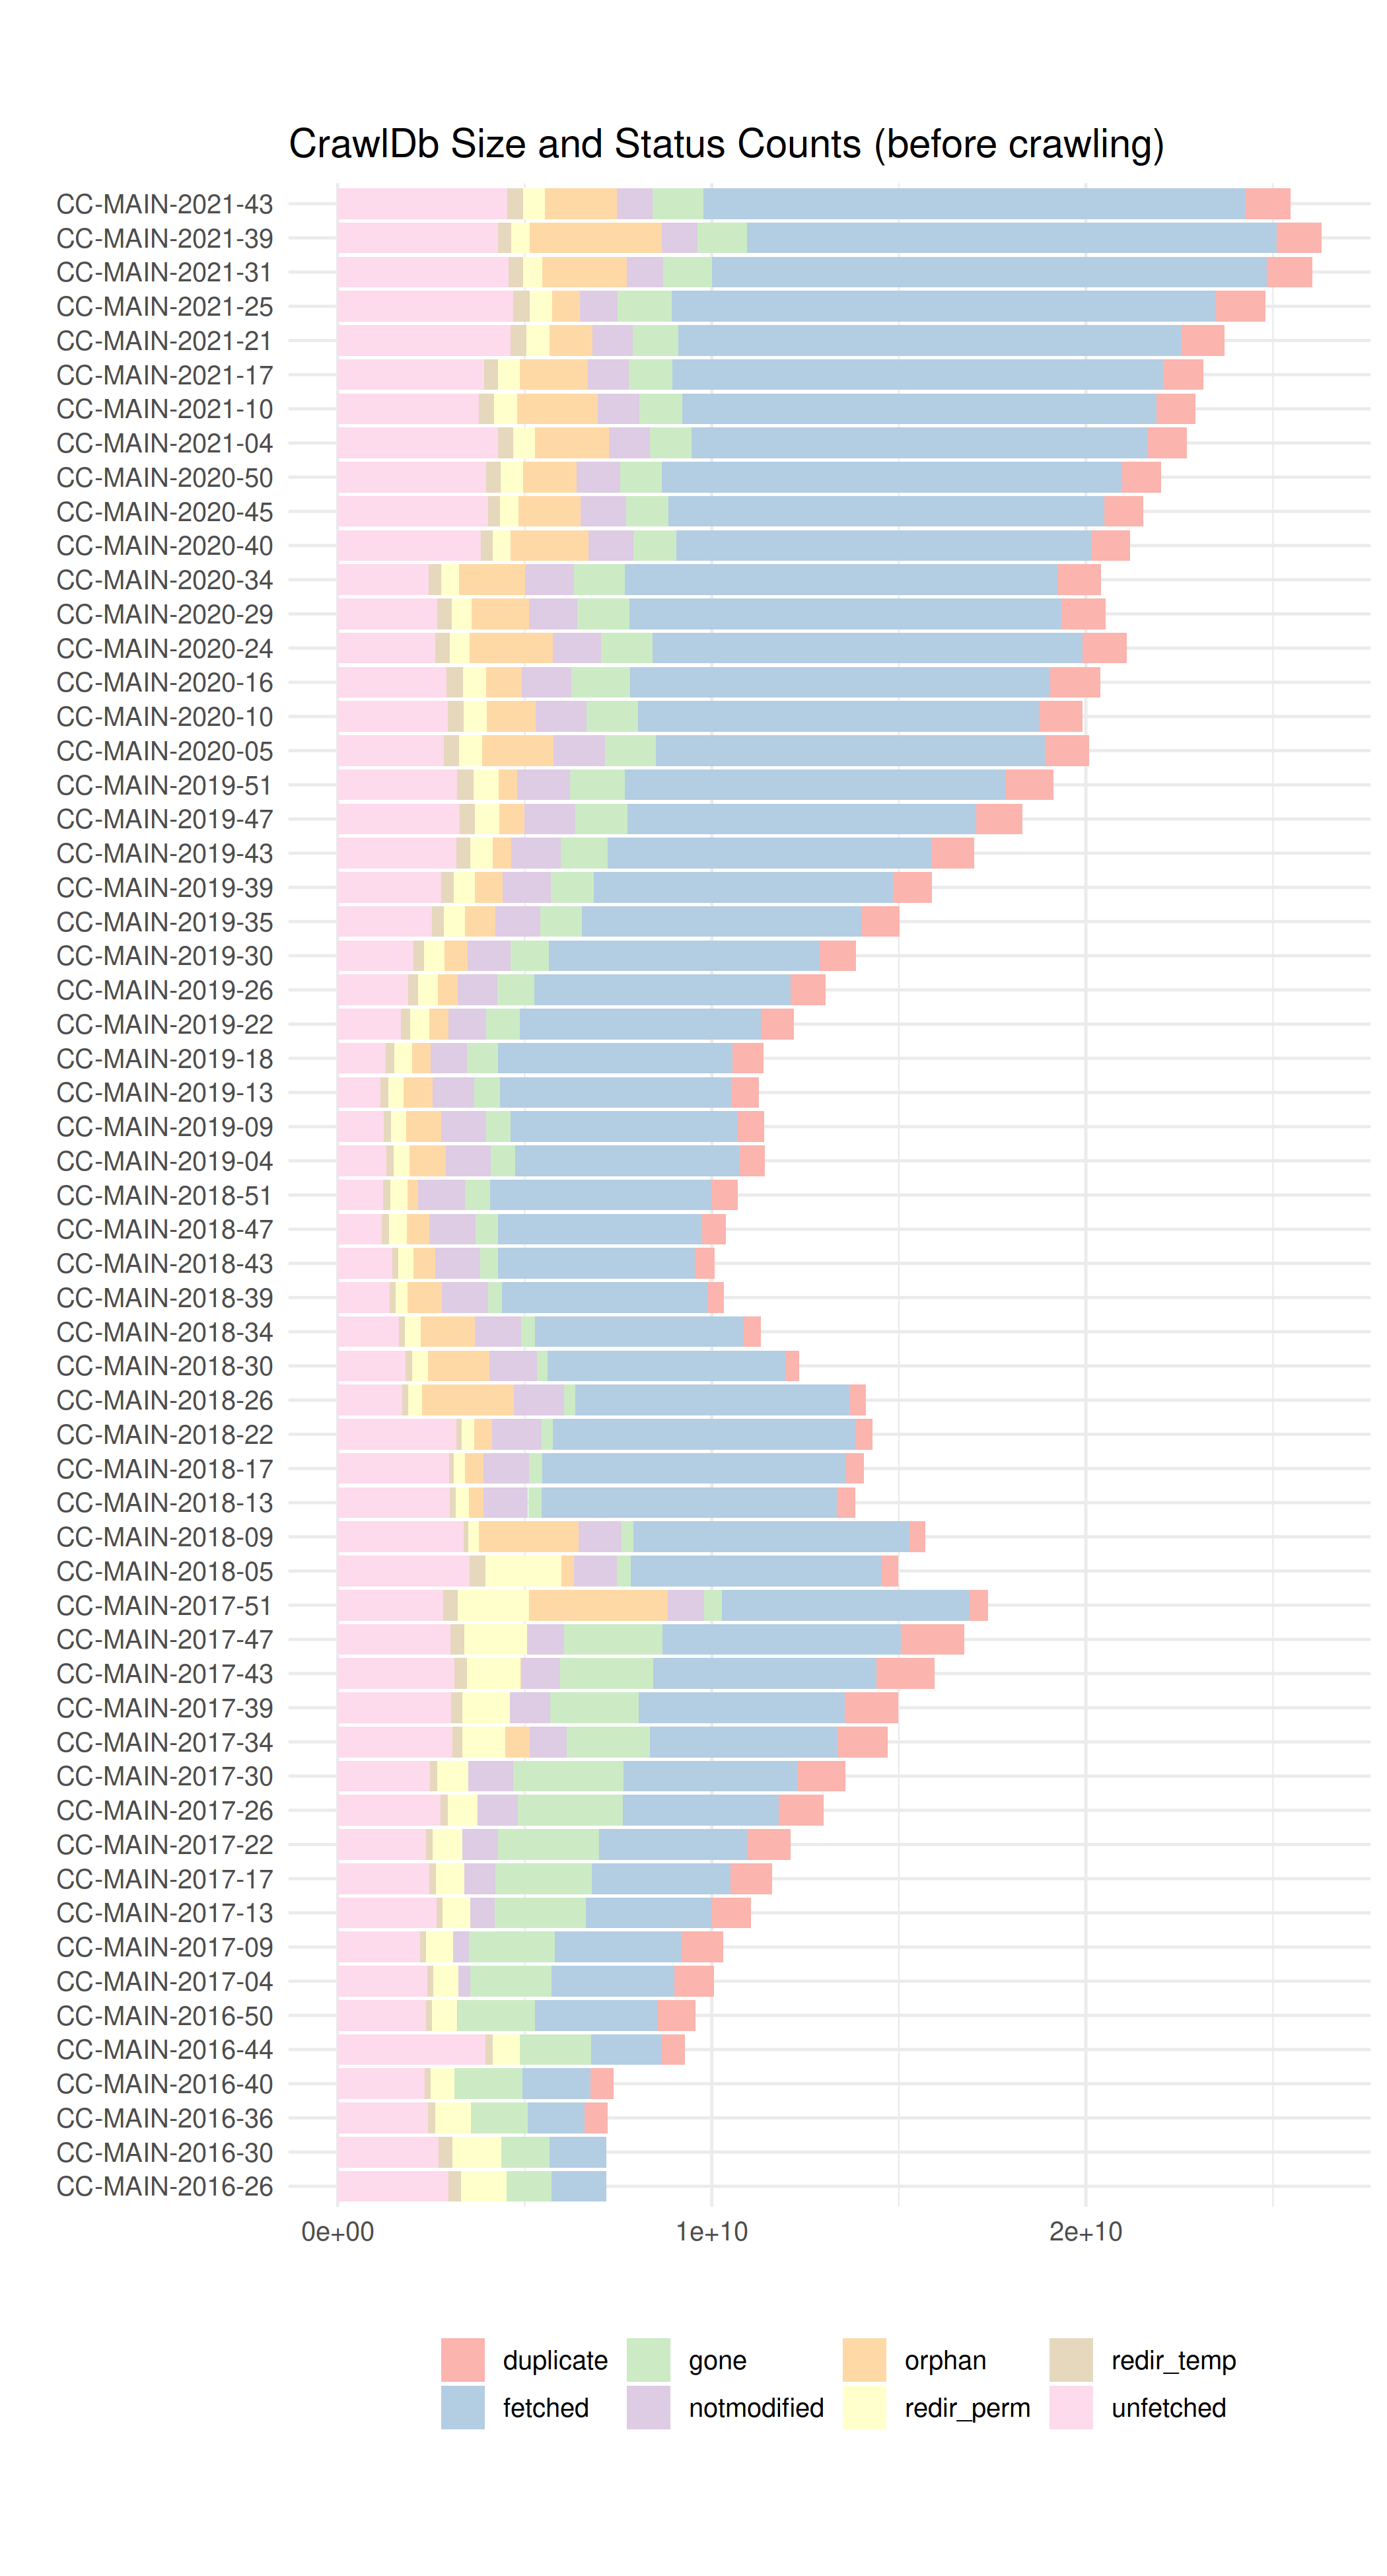 CrawlDb Size and Status Counts (before crawling)
CC-MAIN-2021-43
CC-MAIN-2021-39
CC-MAIN-2021-31
CC-MAIN-2021-25
CC-MAIN-2021-21
CC-MAIN-2021-17
CC-MAIN-2021-10
CC-MAIN-2021-04
CC-MAIN-2020-50
CC-MAIN-2020-45
CC-MAIN-2020-40
CC-MAIN-2020-34
CC-MAIN-2020-29
CC-MAIN-2020-24
CC-MAIN-2020-16
CC-MAIN-2020-10
CC-MAIN-2020-05
CC-MAIN-2019-51
CC-MAIN-2019-47
CC-MAIN-2019-43
CC-MAIN-2019-39
CC-MAIN-2019-35
CC-MAIN-2019-30
CC-MAIN-2019-26
CC-MAIN-2019-22
CC-MAIN-2019-18
CC-MAIN-2019-13
CC-MAIN-2019-09
CC-MAIN-2019-04
CC-MAIN-2018-51
CC-MAIN-2018-47
CC-MAIN-2018-43
CC-MAIN-2018-39
CC-MAIN-2018-34
CC-MAIN-2018-30
CC-MAIN-2018-26
CC-MAIN-2018-22
CC-MAIN-2018-17
CC-MAIN-2018-13
CC-MAIN-2018-09
CC-MAIN-2018-05
CC-MAIN-2017-51
CC-MAIN-2017-47
CC-MAIN-2017-43
CC-MAIN-2017-39
CC-MAIN-2017-34
CC-MAIN-2017-30
CC-MAIN-2017-26
CC-MAIN-2017-22
CC-MAIN-2017-17
CC-MAIN-2017-13
CC-MAIN-2017-09
CC-MAIN-2017-04
CC-MAIN-2016-50
CC-MAIN-2016-44
CC-MAIN-2016-40
CC-MAIN-2016-36
CC-MAIN-2016-30
CC-MAIN-2016-26
0e+00 1e+10 2e+10
duplicate gone orphan redir_temp
fetched notmodified redir_perm unfetched